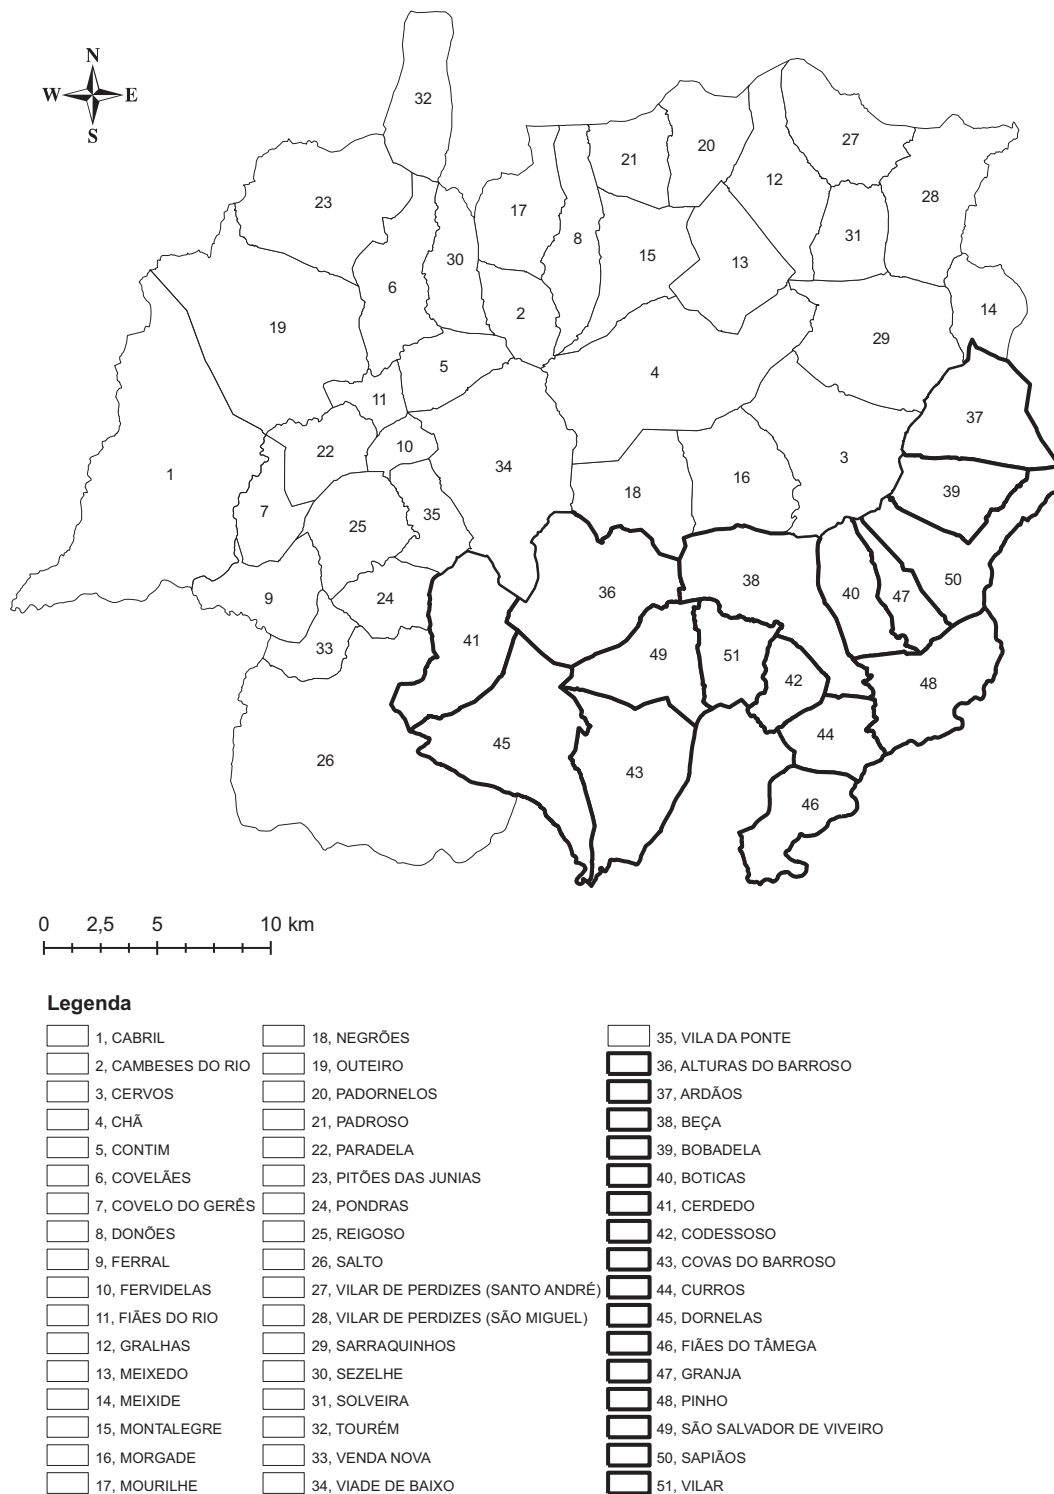 N
W E
S
32
27
20
21
12
28
23
17
8
31
15
30
13
6
14
2
19
29
5
4
11
37
10
22
3
34
1
16
39
18
7
35
25
50
38
36
40
47
9
24
41
33
49
51
42
48
44
45
26
43
46
0 2,5 5 10 km
Legenda
1, CABRIL
2, CAMBESES DO RIO
3, CERVOS
4, CHÃ
5, CONTIM
6, COVELÃES
7, COVELO DO GERÊS
8, DONÕES
9, FERRAL
10, FERVIDELAS
11, FIÃES DO RIO
12, GRALHAS
13, MEIXEDO
14, MEIXIDE
15, MONTALEGRE
16, MORGADE
17, MOURILHE
18, NEGRÕES
19, OUTEIRO
20, PADORNELOS
21, PADROSO
22, PARADELA
23, PITÕES DAS JUNIAS
24, PONDRAS
25, REIGOSO
26, SALTO
27, VILAR DE PERDIZES (SANTO ANDRÉ)
28, VILAR DE PERDIZES (SÃO MIGUEL)
29, SARRAQUINHOS
30, SEZELHE
31, SOLVEIRA
32, TOURÉM
33, VENDA NOVA
34, VIADE DE BAIXO
35, VILA DA PONTE
36, ALTURAS DO BARROSO
37, ARDÃOS
38, BEÇA
39, BOBADELA
40, BOTICAS
41, CERDEDO
42, CODESSOSO
43, COVAS DO BARROSO
44, CURROS
45, DORNELAS
46, FIÃES DO TÂMEGA
47, GRANJA
48, PINHO
49, SÃO SALVADOR DE VIVEIRO
50, SAPIÃOS
51, VILAR